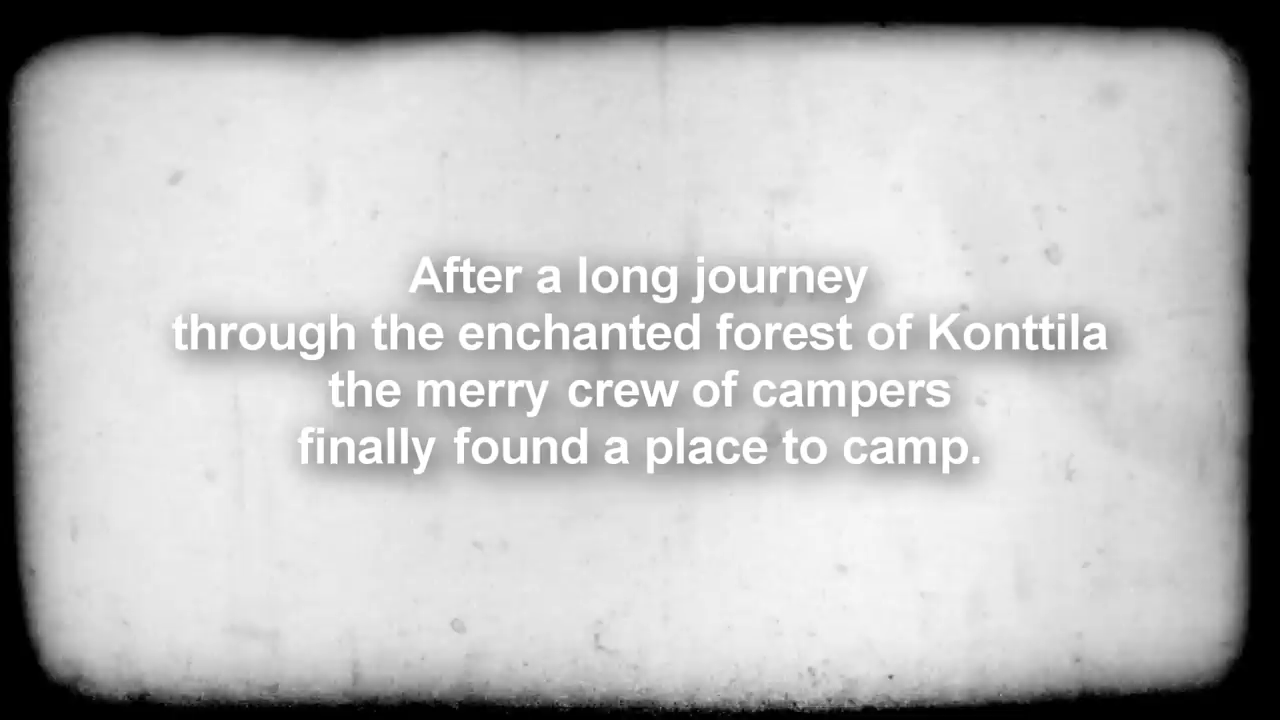 After a long journey
through the enchanted forest of Konttila
the merry crew of campers
finally found a place to camp.